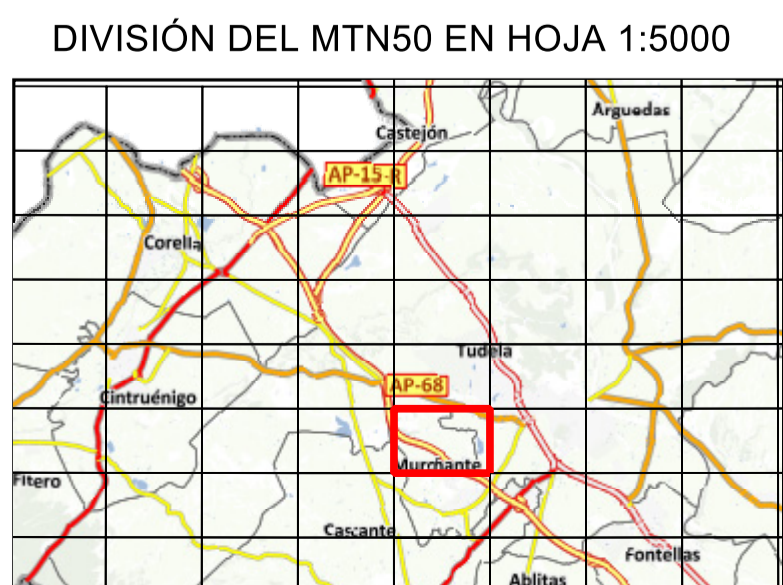 DIVISIÓN DEL MTN50 EN HOJA 1:5000
Arguedas
Castejón
AP-15-R
Corella
Tudela
AP-68
Cintruénigo
Murchante
Fitero
Cascante
Fontellas
Ablitas